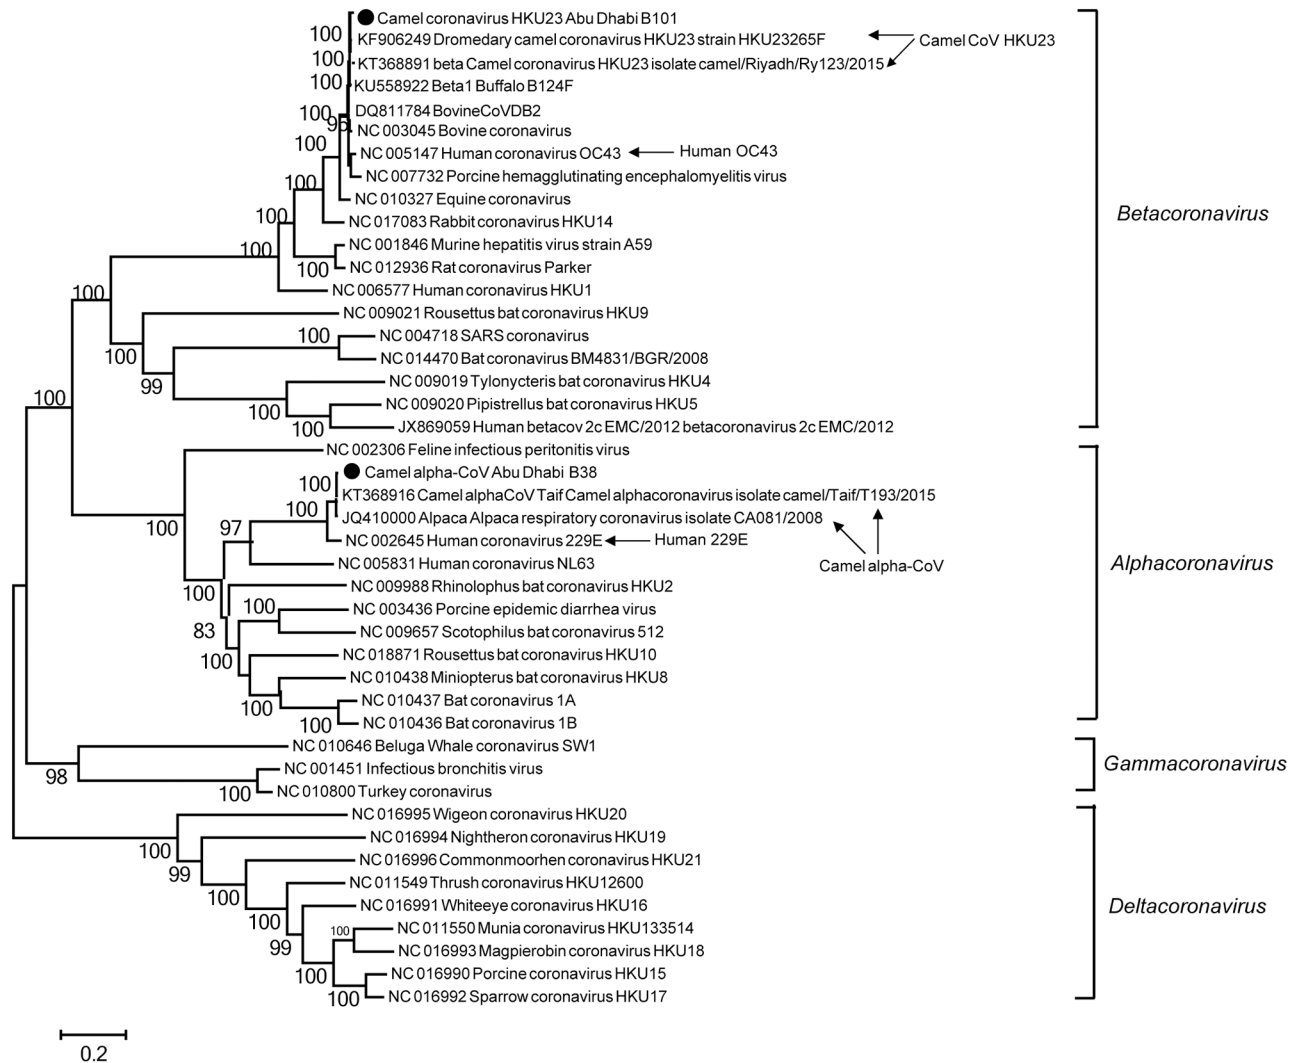 Camel coronavirus HKU23 Abu Dhabi B101
100
KF906249 Dromedary camel coronavirus HKU23 strain HKU23265F
Camel CoV HKU23
100
KT368891 beta Camel coronavirus HKU23 isolate camel/Riyadh/Ry123/2015
100
KU558922 Beta1 Buffalo B124F
100
DQ811784 BovineCoVDB2
96
NC 003045 Bovine coronavirus
100
NC 005147 Human coronavirus OC43
Human OC43
NC 007732 Porcine hemagglutinating encephalomyelitis virus
100
NC 010327 Equine coronavirus
100
NC 017083 Rabbit coronavirus HKU14
Betacoronavirus
100
NC 001846 Murine hepatitis virus strain A59
100
NC 012936 Rat coronavirus Parker
NC 006577 Human coronavirus HKU1
100
NC 009021 Rousettus bat coronavirus HKU9
100
NC 004718 SARS coronavirus
100
NC 014470 Bat coronavirus BM4831/BGR/2008
99
NC 009019 Tylonycteris bat coronavirus HKU4
100
NC 009020 Pipistrellus bat coronavirus HKU5
100
100
JX869059 Human betacov 2c EMC/2012 betacoronavirus 2c EMC/2012
NC 002306 Feline infectious peritonitis virus
Camel alpha-CoV Abu Dhabi B38
100
KT368916 Camel alphaCoV Taif Camel alphacoronavirus isolate camel/Taif/T193/2015
100
JQ410000 Alpaca Alpaca respiratory coronavirus isolate CA081/2008
100
97
NC 002645 Human coronavirus 229E
Human 229E
NC 005831 Human coronavirus NL63
Camel alpha-CoV
Alphacoronavirus
100
NC 009988 Rhinolophus bat coronavirus HKU2
100
NC 003436 Porcine epidemic diarrhea virus
83
NC 009657 Scotophilus bat coronavirus 512
100
NC 018871 Rousettus bat coronavirus HKU10
NC 010438 Miniopterus bat coronavirus HKU8
100
NC 010437 Bat coronavirus 1A
100
NC 010436 Bat coronavirus 1B
NC 010646 Beluga Whale coronavirus SW1
98
NC 001451 Infectious bronchitis virus
Gammacoronavirus
100
NC 010800 Turkey coronavirus
NC 016995 Wigeon coronavirus HKU20
100
NC 016994 Nightheron coronavirus HKU19
99
NC 016996 Commonmoorhen coronavirus HKU21
100
NC 011549 Thrush coronavirus HKU12600
100
NC 016991 Whiteeye coronavirus HKU16
Deltacoronavirus
99
100
NC 011550 Munia coronavirus HKU133514
NC 016993 Magpierobin coronavirus HKU18
100
NC 016990 Porcine coronavirus HKU15
100
NC 016992 Sparrow coronavirus HKU17
0.2